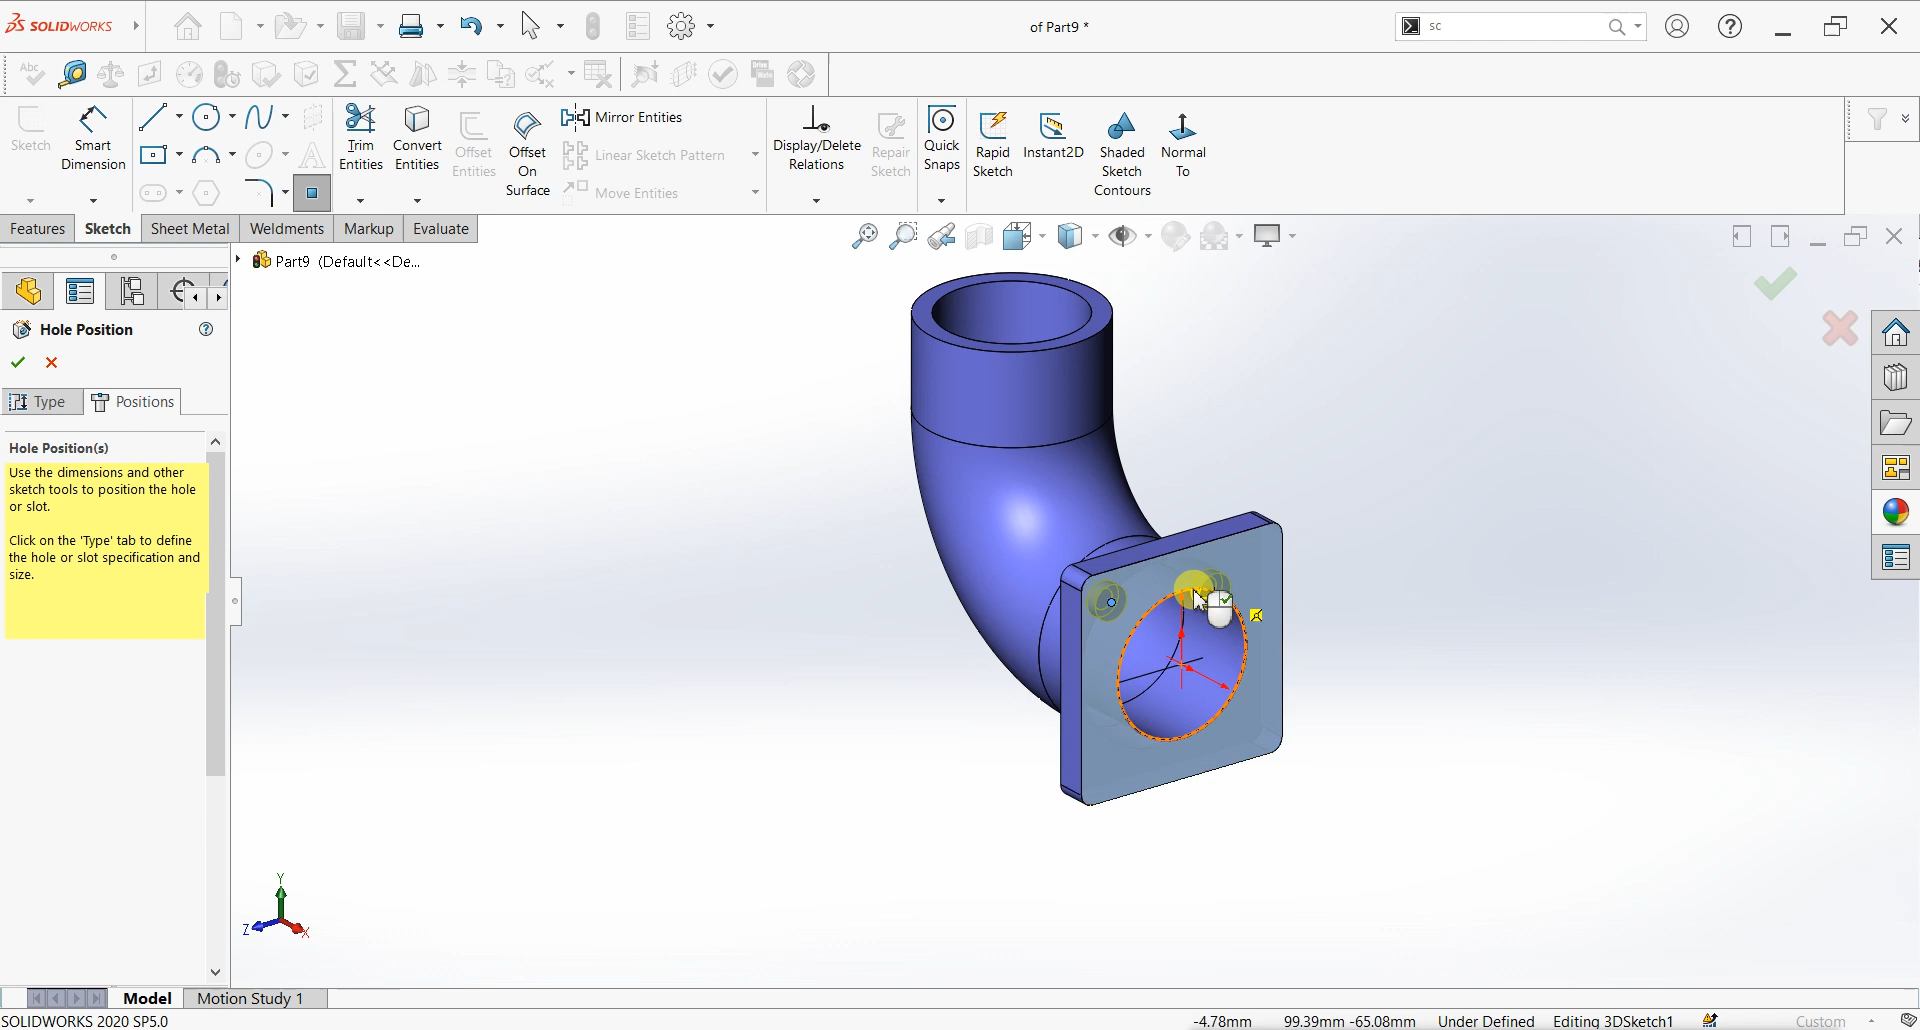 SOLIDWORKS
of Part9 *
sc
Abc
Sketch
Smart Dimension
Trim Entities
Convert Entities
Offset Entities
Offset On Surface
Mirror Entities
Linear Sketch Pattern
Move Entities
Display/Delete Relations
Repair Sketch
Quick Snaps
Rapid Sketch
Instant2D
Shaded Sketch Contours
Normal To
Features
Sketch
Sheet Metal
Weldments
Markup
Evaluate
Part9 (Default<<De...
Hole Position
Type
Positions
Hole Position(s)
Use the dimensions and other
sketch tools to position the hole
or slot.
Click on the 'Type' tab to define
the hole or slot specification and
size.
Y
Z
X
Model
Motion Study 1
SOLIDWORKS 2020 SP5.0
-4.78mm
99.39mm -65.08mm
Under Defined
Editing 3DSketch1
Custom